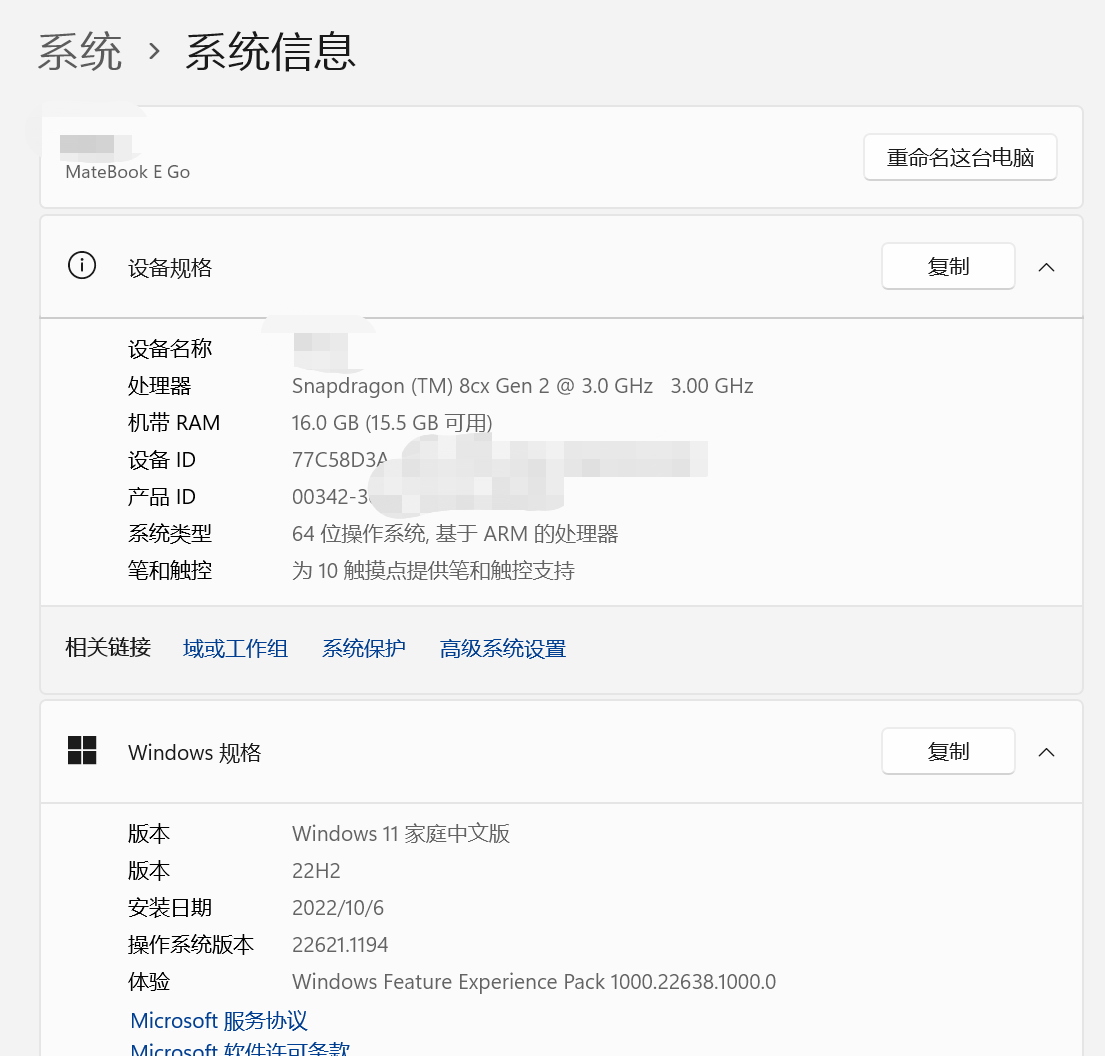 系统 › 系统信息
MateBook E Go
重命名这台电脑
设备规格
复制
设备名称
处理器 Snapdragon (TM) 8cx Gen 2 @ 3.0 GHz 3.00 GHz
机带 RAM 16.0 GB (15.5 GB 可用)
设备 ID 77C58D3A
产品 ID 00342-3
系统类型 64 位操作系统, 基于 ARM 的处理器
笔和触控 为 10 触摸点提供笔和触控支持
相关链接 域或工作组 系统保护 高级系统设置
Windows 规格
复制
版本 Windows 11 家庭中文版
版本 22H2
安装日期 2022/10/6
操作系统版本 22621.1194
体验 Windows Feature Experience Pack 1000.22638.1000.0
Microsoft 服务协议
Microsoft 软件许可条款